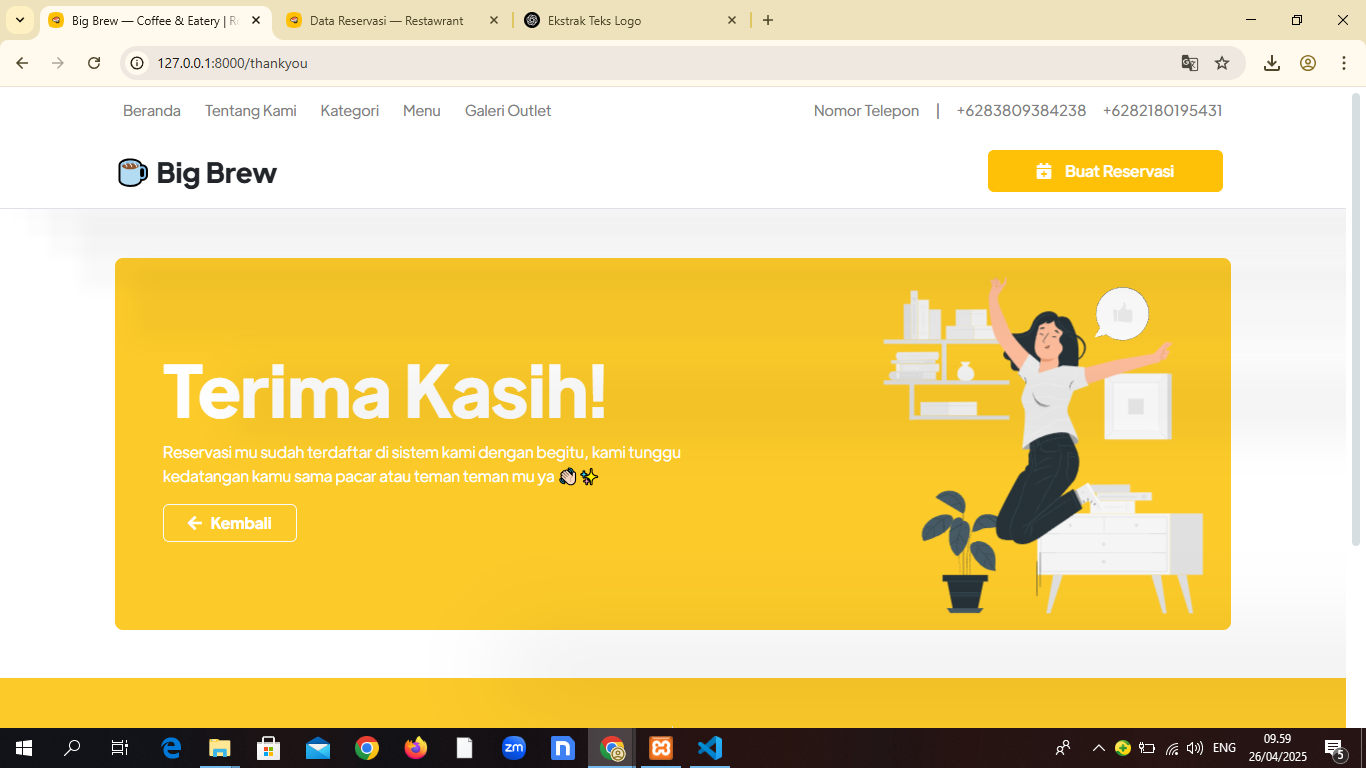 Big Brew — Coffee & Eatery | R
Data Reservasi — Restawrant
Ekstrak Teks Logo
127.0.0.1:8000/thankyou
Beranda Tentang Kami Kategori Menu Galeri Outlet Nomor Telepon | +6283809384238 +6282180195431
Big Brew
Buat Reservasi
Terima Kasih!
Reservasi mu sudah terdaftar di sistem kami dengan begitu, kami tunggu
kedatangan kamu sama pacar atau teman teman mu ya 👏✨
Kembali
zm
ENG
09.59
26/04/2025
5